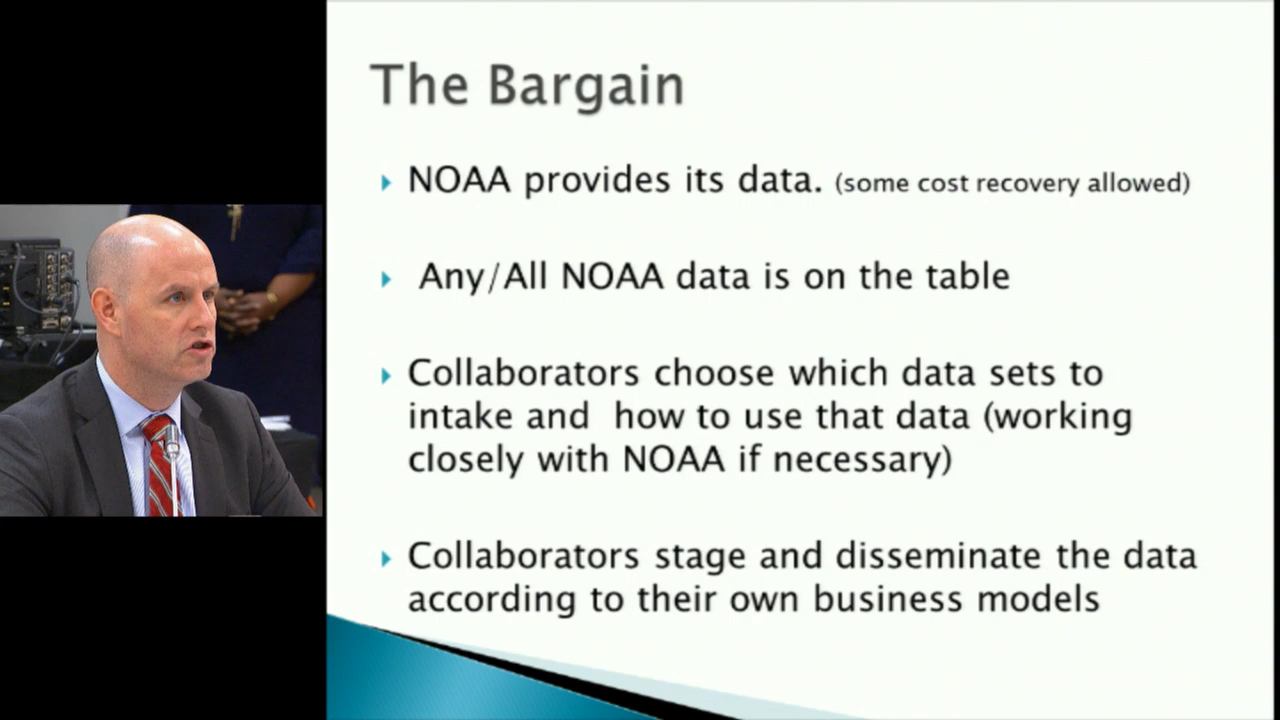 The Bargain
NOAA provides its data. (some cost recovery allowed)
Any/All NOAA data is on the table
Collaborators choose which data sets to
intake and how to use that data (working
closely with NOAA if necessary)
Collaborators stage and disseminate the data
according to their own business models